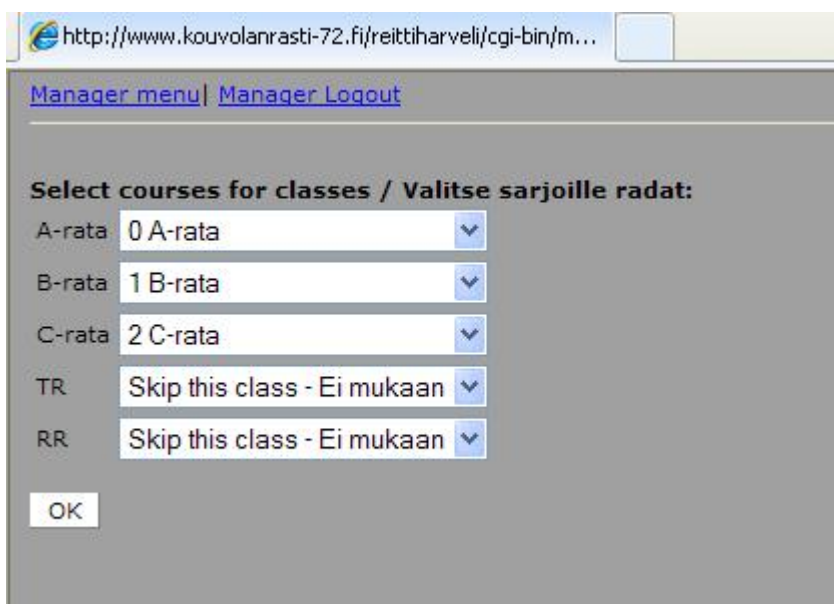 http://www.kouvolanrasti-72.fi/reittiharveli/cgi-bin/m...
Manager menu| Manager Logout
Select courses for classes / Valitse sarjoille radat:
A-rata 0 A-rata
B-rata 1 B-rata
C-rata 2 C-rata
TR Skip this class - Ei mukaan
RR Skip this class - Ei mukaan
OK